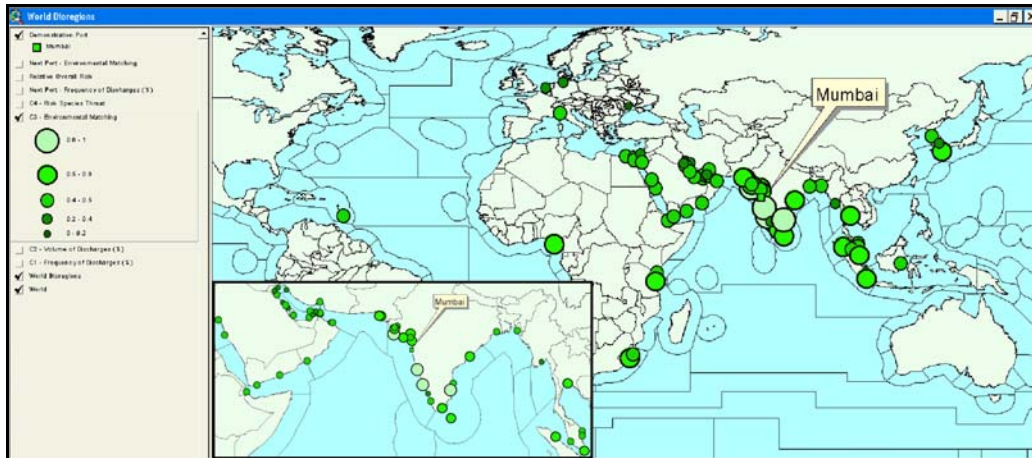 World Bioregions
Demonstration Port
Mumbai
Next Port - Environmental Matching
Relative Overall Risk
Next Port - Frequency of Discharges (%)
C4 - Risk Species Threat
C3 - Environmental Matching
0.8 - 1
0.5 - 0.8
0.4 - 0.5
0.2 - 0.4
0 - 0.2
C2 - Volume of Discharges (%)
C1 - Frequency of Discharges (%)
World Bioregions
World
Mumbai
Mumbai